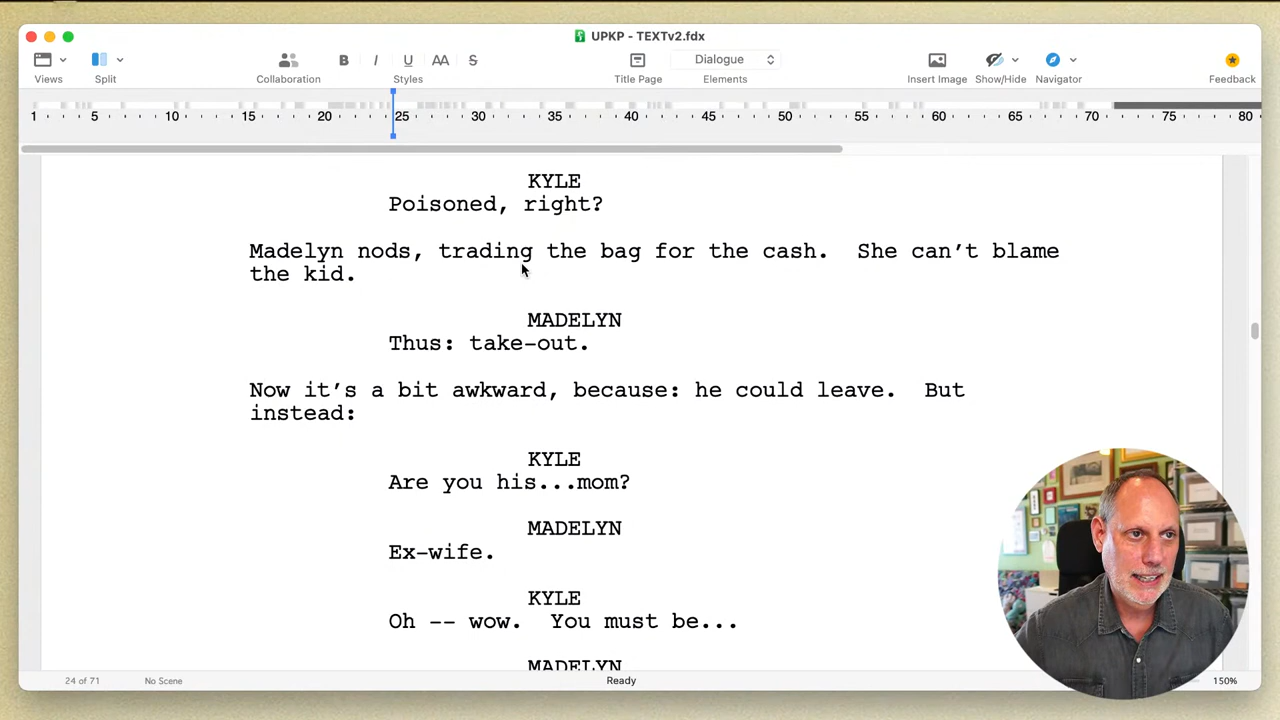 UPKP - TEXTv2.fdx
B I U AA S Dialogue
Views Split Collaboration Styles Title Page Elements Insert Image Show/Hide Navigator Feedback
1 5 10 15 20 25 30 35 40 45 50 55 60 65 70 75 80
KYLE
Poisoned, right?
Madelyn nods, trading the bag for the cash.  She can’t blame
the kid.
MADELYN
Thus: take-out.
Now it’s a bit awkward, because: he could leave.  But
instead:
KYLE
Are you his...mom?
MADELYN
Ex-wife.
KYLE
Oh -- wow.  You must be...
MADELYN
24 of 71 No Scene Ready 150%